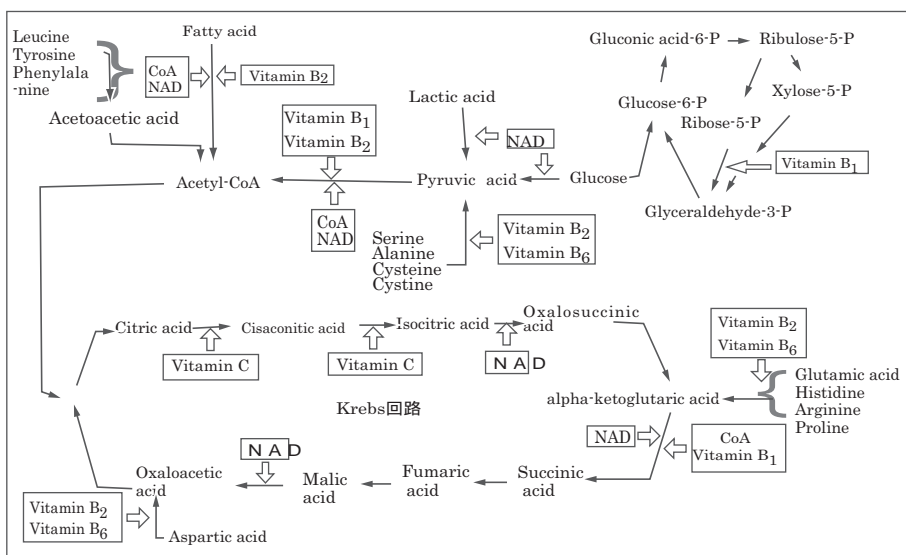 Leucine
Tyrosine
Phenylala
-nine
Fatty acid
CoA
NAD
Vitamin B2
Acetoacetic acid
Acetyl-CoA
Vitamin B1
Vitamin B2
CoA
NAD
Lactic acid
NAD
Pyruvic acid
Glucose
Serine
Alanine
Cysteine
Cystine
Vitamin B2
Vitamin B6
Gluconic acid-6-P
Ribulose-5-P
Xylose-5-P
Glucose-6-P
Ribose-5-P
Vitamin B1
Glyceraldehyde-3-P
Citric acid
Cisaconitic acid
Isocitric acid
Oxalosuccinic
acid
Vitamin C
Vitamin C
NAD
Vitamin B2
Vitamin B6
alpha-ketoglutaric acid
Glutamic acid
Histidine
Arginine
Proline
Krebs回路
NAD
CoA
Vitamin B1
NAD
Oxaloacetic
acid
Malic
acid
Fumaric
acid
Succinic
acid
Vitamin B2
Vitamin B6
Aspartic acid